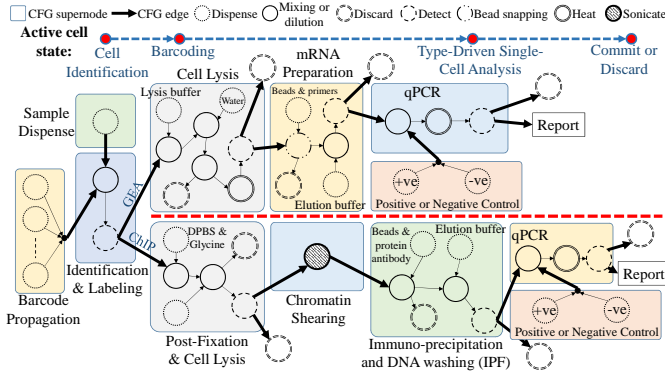 CFG supernode CFG edge Dispense Mixing or dilution Discard Detect Bead snapping Heat Sonicate
Active cell state:
Cell Identification
Barcoding
Type-Driven Single-Cell Analysis
Commit or Discard
Cell Lysis
mRNA Preparation
Sample Dispense
Lysis buffer
Water
Beads & primers
Elution buffer
qPCR
Report
+ve
-ve
Positive or Negative Control
GEA
ChIP
Identification & Labeling
Barcode Propagation
DPBS & Glycine
Post-Fixation & Cell Lysis
Chromatin Shearing
Beads & protein antibody
Elution buffer
Immuno-precipitation and DNA washing (IPF)
qPCR
Report
+ve
-ve
Positive or Negative Control